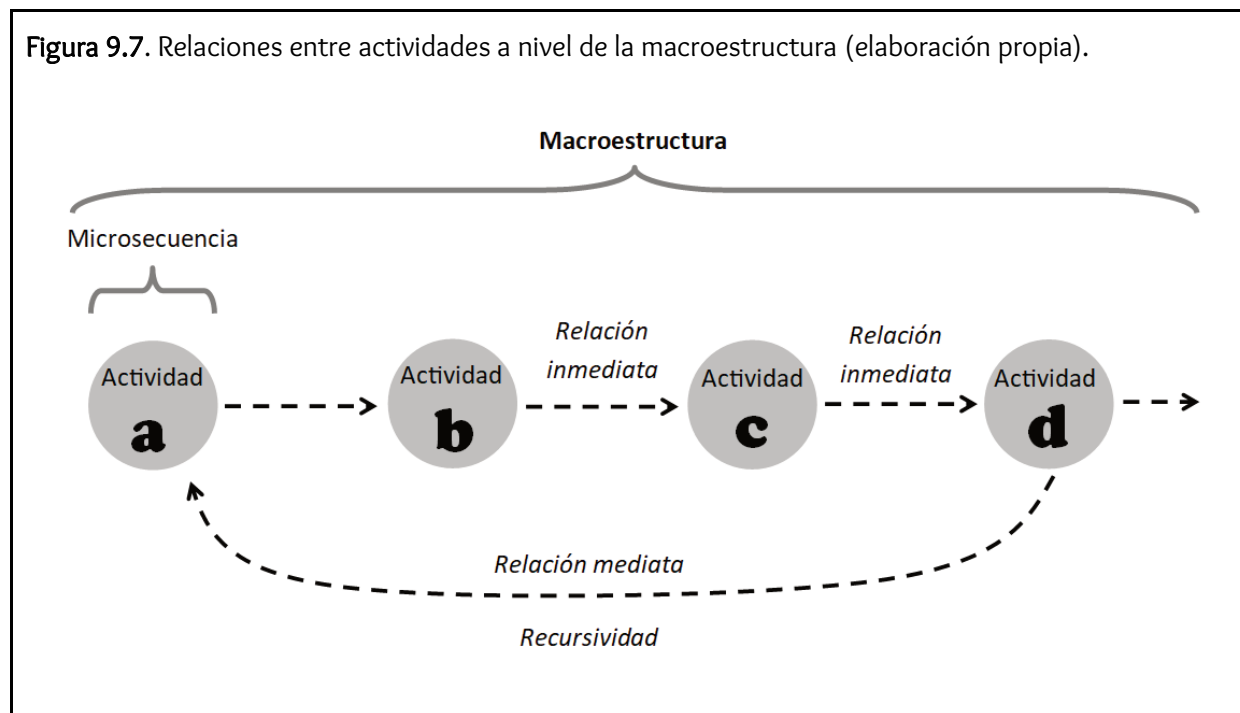 Figura 9.7. Relaciones entre actividades a nivel de la macroestructura (elaboración propia).
Macroestructura
Microsecuencia
Actividad
a
Actividad
b
Relación
inmediata
Actividad
c
Relación
inmediata
Actividad
d
Relación mediata
Recursividad